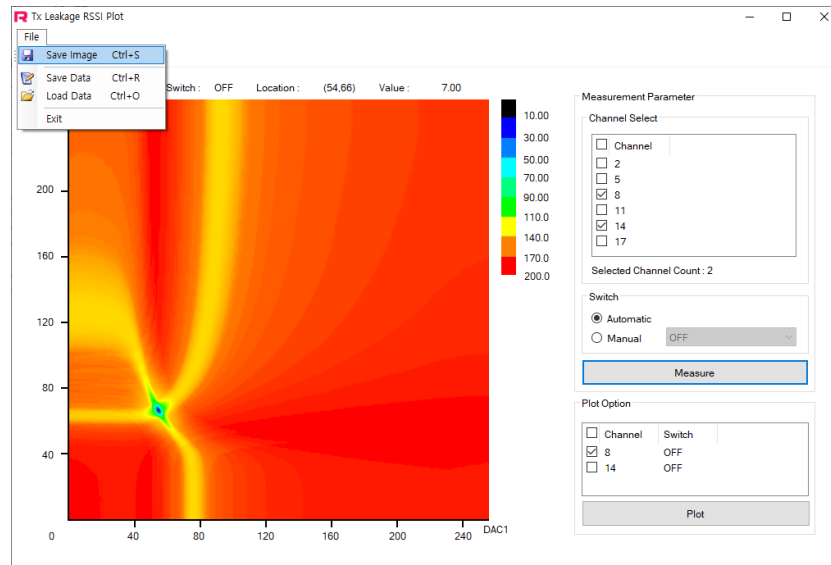 Tx Leakage RSSI Plot
File
Save Image Ctrl+S
Save Data Ctrl+R
Load Data Ctrl+O
Exit
Switch : OFF Location : (54,66) Value : 7.00
10.00
30.00
50.00
70.00
90.00
110.0
140.0
170.0
200.0
200
160
120
80
40
0
40
80
120
160
200
240
DAC1
Measurement Parameter
Channel Select
Channel
2
5
8
11
14
17
Selected Channel Count : 2
Switch
Automatic
Manual OFF
Measure
Plot Option
Channel Switch
8 OFF
14 OFF
Plot